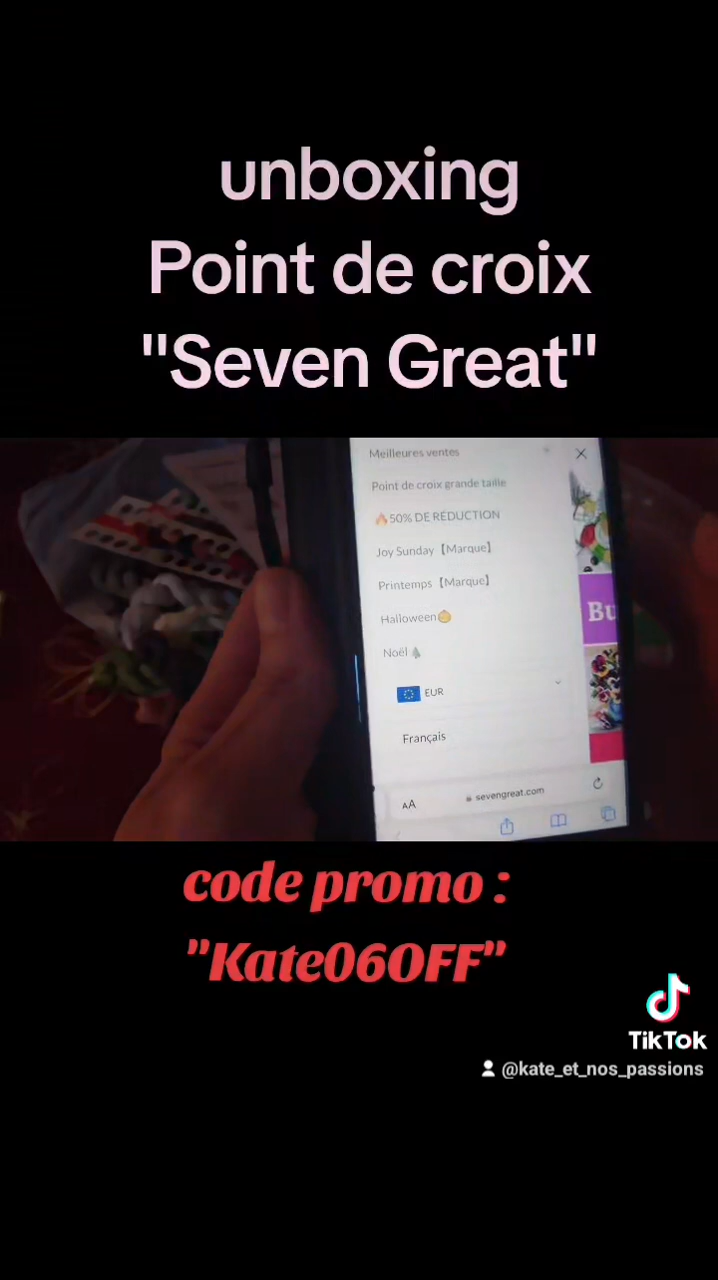 unboxing
Point de croix
"Seven Great"
Meilleures ventes
Point de croix grande taille
🔥50% DE RÉDUCTION
Joy Sunday【Marque】
Printemps【Marque】
Halloween🎃
Noël🌲
Bu
EUR
Français
AA
sevengreat.com
code promo :
"Kate06OFF"
TikTok
@kate_et_nos_passions